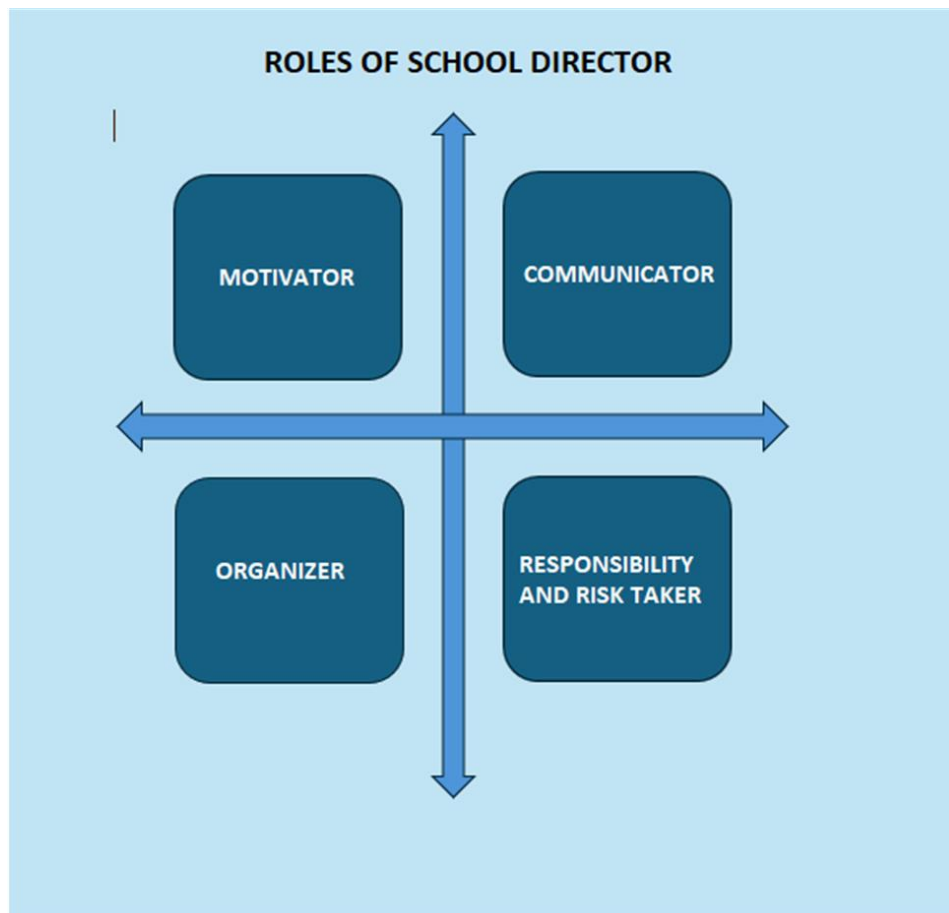 ROLES OF SCHOOL DIRECTOR
MOTIVATOR
COMMUNICATOR
ORGANIZER
RESPONSIBILITY
AND RISK TAKER